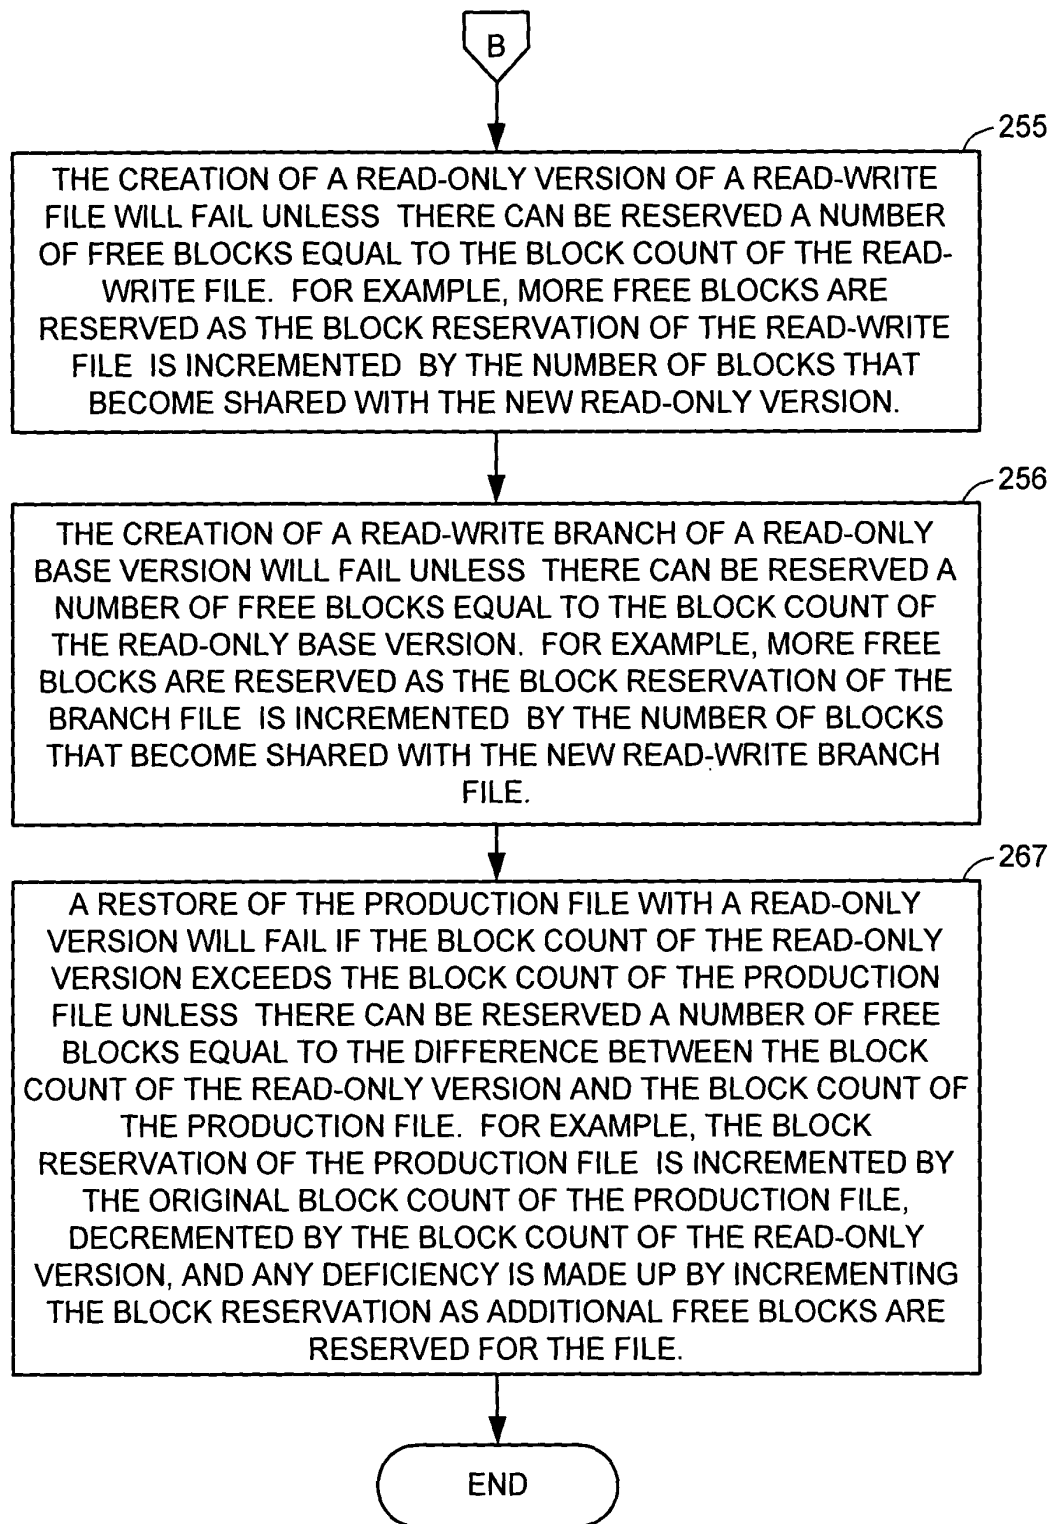 B
255
THE CREATION OF A READ-ONLY VERSION OF A READ-WRITE
FILE WILL FAIL UNLESS THERE CAN BE RESERVED A NUMBER
OF FREE BLOCKS EQUAL TO THE BLOCK COUNT OF THE READ-
WRITE FILE. FOR EXAMPLE, MORE FREE BLOCKS ARE
RESERVED AS THE BLOCK RESERVATION OF THE READ-WRITE
FILE IS INCREMENTED BY THE NUMBER OF BLOCKS THAT
BECOME SHARED WITH THE NEW READ-ONLY VERSION.
256
THE CREATION OF A READ-WRITE BRANCH OF A READ-ONLY
BASE VERSION WILL FAIL UNLESS THERE CAN BE RESERVED A
NUMBER OF FREE BLOCKS EQUAL TO THE BLOCK COUNT OF
THE READ-ONLY BASE VERSION. FOR EXAMPLE, MORE FREE
BLOCKS ARE RESERVED AS THE BLOCK RESERVATION OF THE
BRANCH FILE IS INCREMENTED BY THE NUMBER OF BLOCKS
THAT BECOME SHARED WITH THE NEW READ-WRITE BRANCH
FILE.
267
A RESTORE OF THE PRODUCTION FILE WITH A READ-ONLY
VERSION WILL FAIL IF THE BLOCK COUNT OF THE READ-ONLY
VERSION EXCEEDS THE BLOCK COUNT OF THE PRODUCTION
FILE UNLESS THERE CAN BE RESERVED A NUMBER OF FREE
BLOCKS EQUAL TO THE DIFFERENCE BETWEEN THE BLOCK
COUNT OF THE READ-ONLY VERSION AND THE BLOCK COUNT OF
THE PRODUCTION FILE. FOR EXAMPLE, THE BLOCK
RESERVATION OF THE PRODUCTION FILE IS INCREMENTED BY
THE ORIGINAL BLOCK COUNT OF THE PRODUCTION FILE,
DECREMENTED BY THE BLOCK COUNT OF THE READ-ONLY
VERSION, AND ANY DEFICIENCY IS MADE UP BY INCREMENTING
THE BLOCK RESERVATION AS ADDITIONAL FREE BLOCKS ARE
RESERVED FOR THE FILE.
END